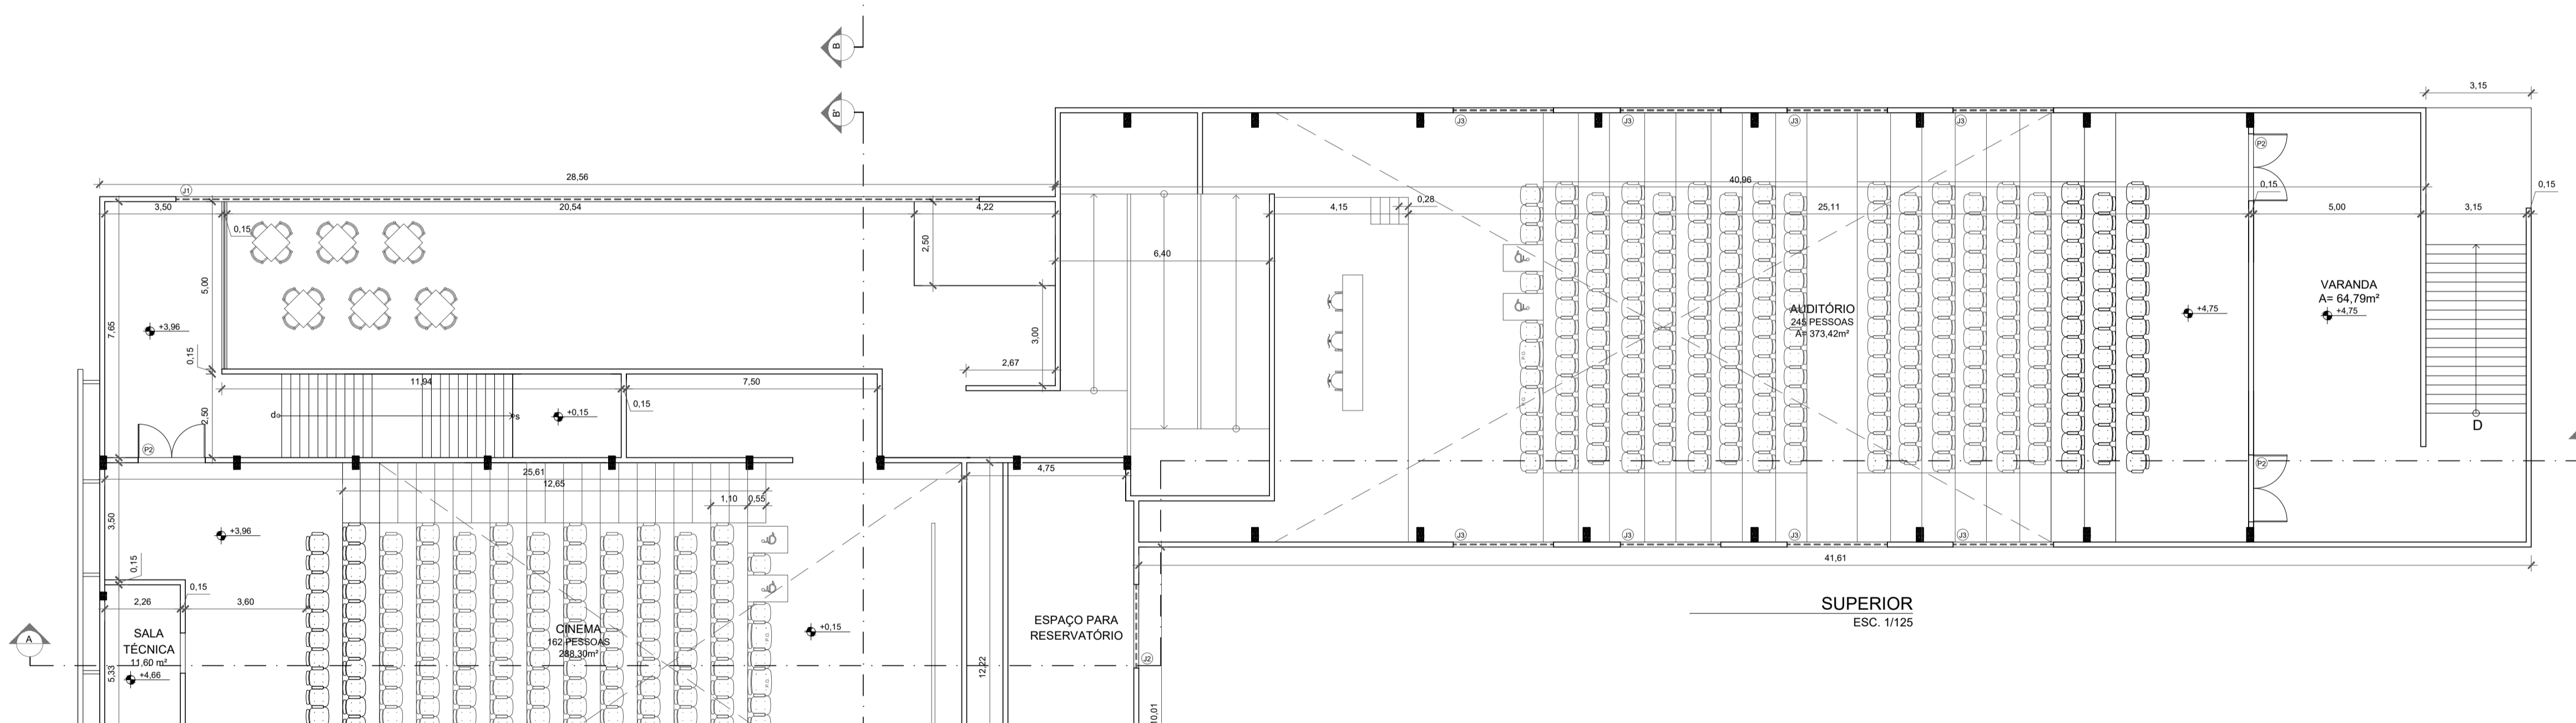 B
B'
3,15
J3
J3
J3
J3
P2
28,56
J1
40,96
0,15
0,15
3,50
20,54
4,22
4,15
0,28
25,11
5,00
3,15
0,15
2,50
6,40
5,00
VARANDA
A= 64,79m²
+4,75
+4,75
AUDITÓRIO
245 PESSOAS
A= 373,42m²
7,65
+3,96
3,00
0,15
2,67
11,94
7,50
0,15
P.O.
P.O.
2,50
d
s
+0,15
D
P2
P2
25,61
4,75
12,65
1,10
0,55
3,50
+3,96
J3
J3
J3
J3
41,61
0,15
0,15
2,26
3,60
SUPERIOR
ESC. 1/125
A
SALA
TÉCNICA
11,60 m²
+4,66
5,33
CINEMA
162 PESSOAS
288,30m²
P.O.
P.O.
+0,15
ESPAÇO PARA
RESERVATÓRIO
J2
12,22
10,01